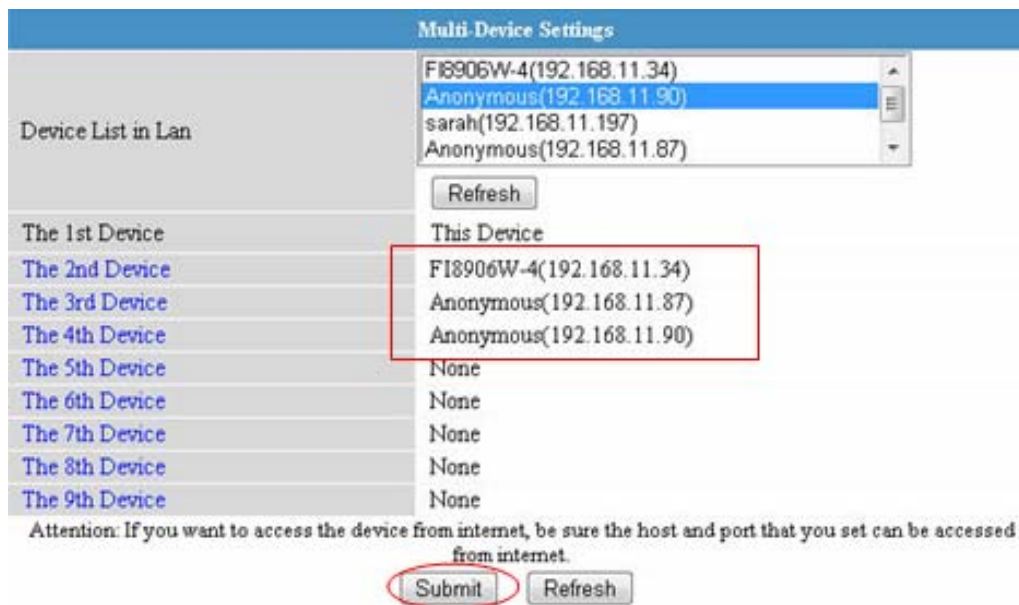 Multi-Device Settings
Device List in Lan
FI8906W-4(192.168.11.34)
Anonymous(192.168.11.90)
sarah(192.168.11.197)
Anonymous(192.168.11.87)
Refresh
The 1st Device This Device
The 2nd Device FI8906W-4(192.168.11.34)
The 3rd Device Anonymous(192.168.11.87)
The 4th Device Anonymous(192.168.11.90)
The 5th Device None
The 6th Device None
The 7th Device None
The 8th Device None
The 9th Device None
Attention: If you want to access the device from internet, be sure the host and port that you set can be accessed
from internet.
Submit Refresh